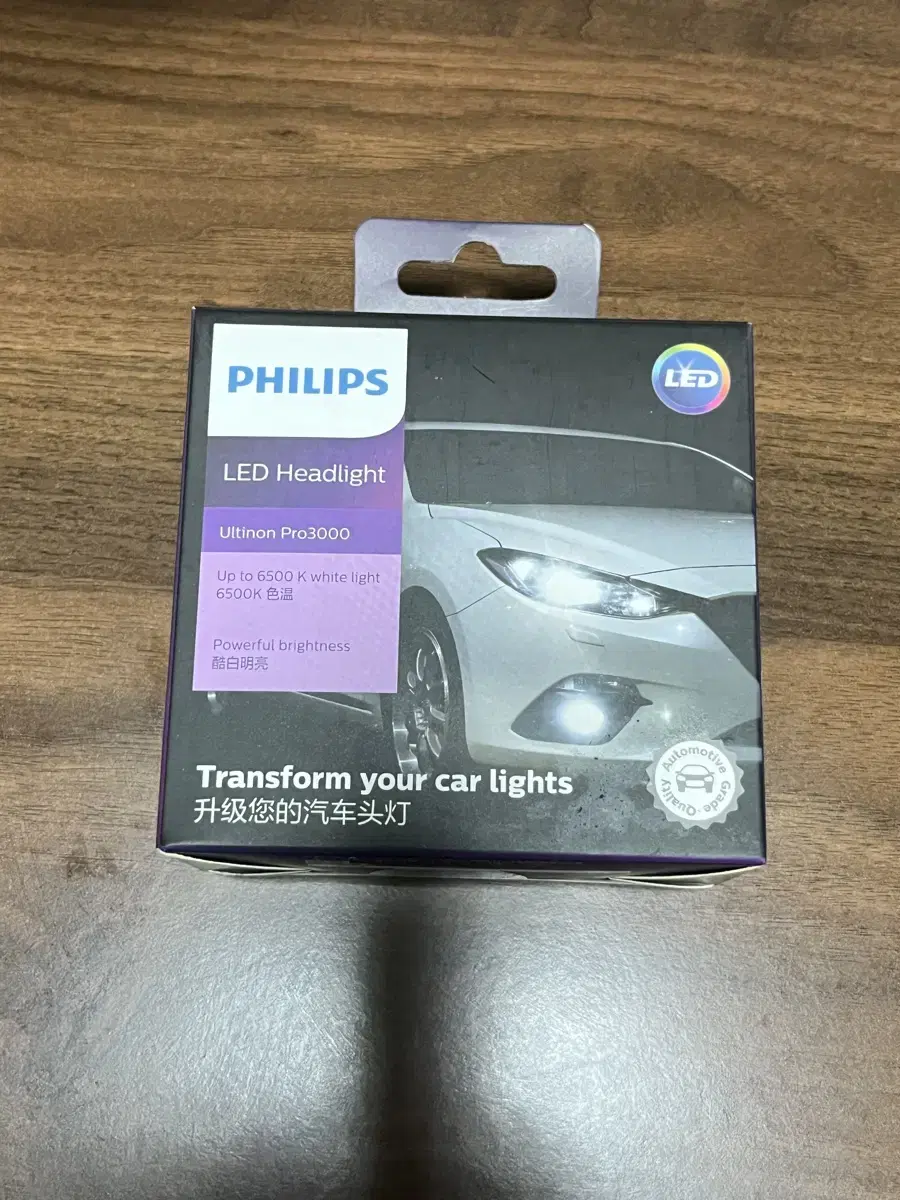 PHILIPS
LED
LED Headlight
Ultinon Pro3000
Up to 6500 K white light
6500K 色温
Powerful brightness
酷白明亮
Transform your car lights
升级您的汽车头灯
Automotive Grade Quality